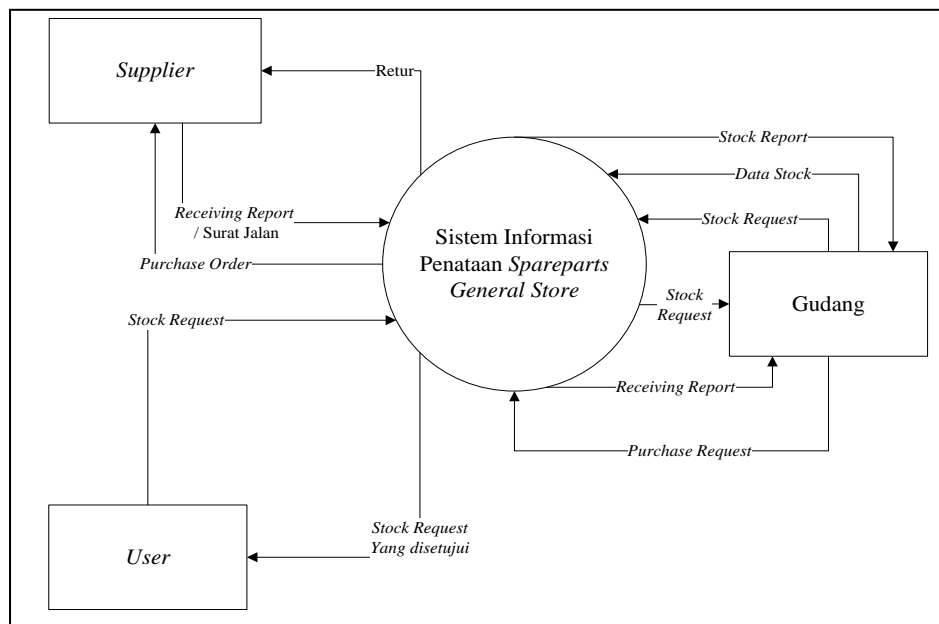 Supplier
Retur
Stock Report
Data Stock
Receiving Report
/ Surat Jalan
Stock Request
Sistem Informasi
Penataan Spareparts
General Store
Purchase Order
Stock
Request
Gudang
Stock Request
Receiving Report
Purchase Request
Stock Request
Yang disetujui
User